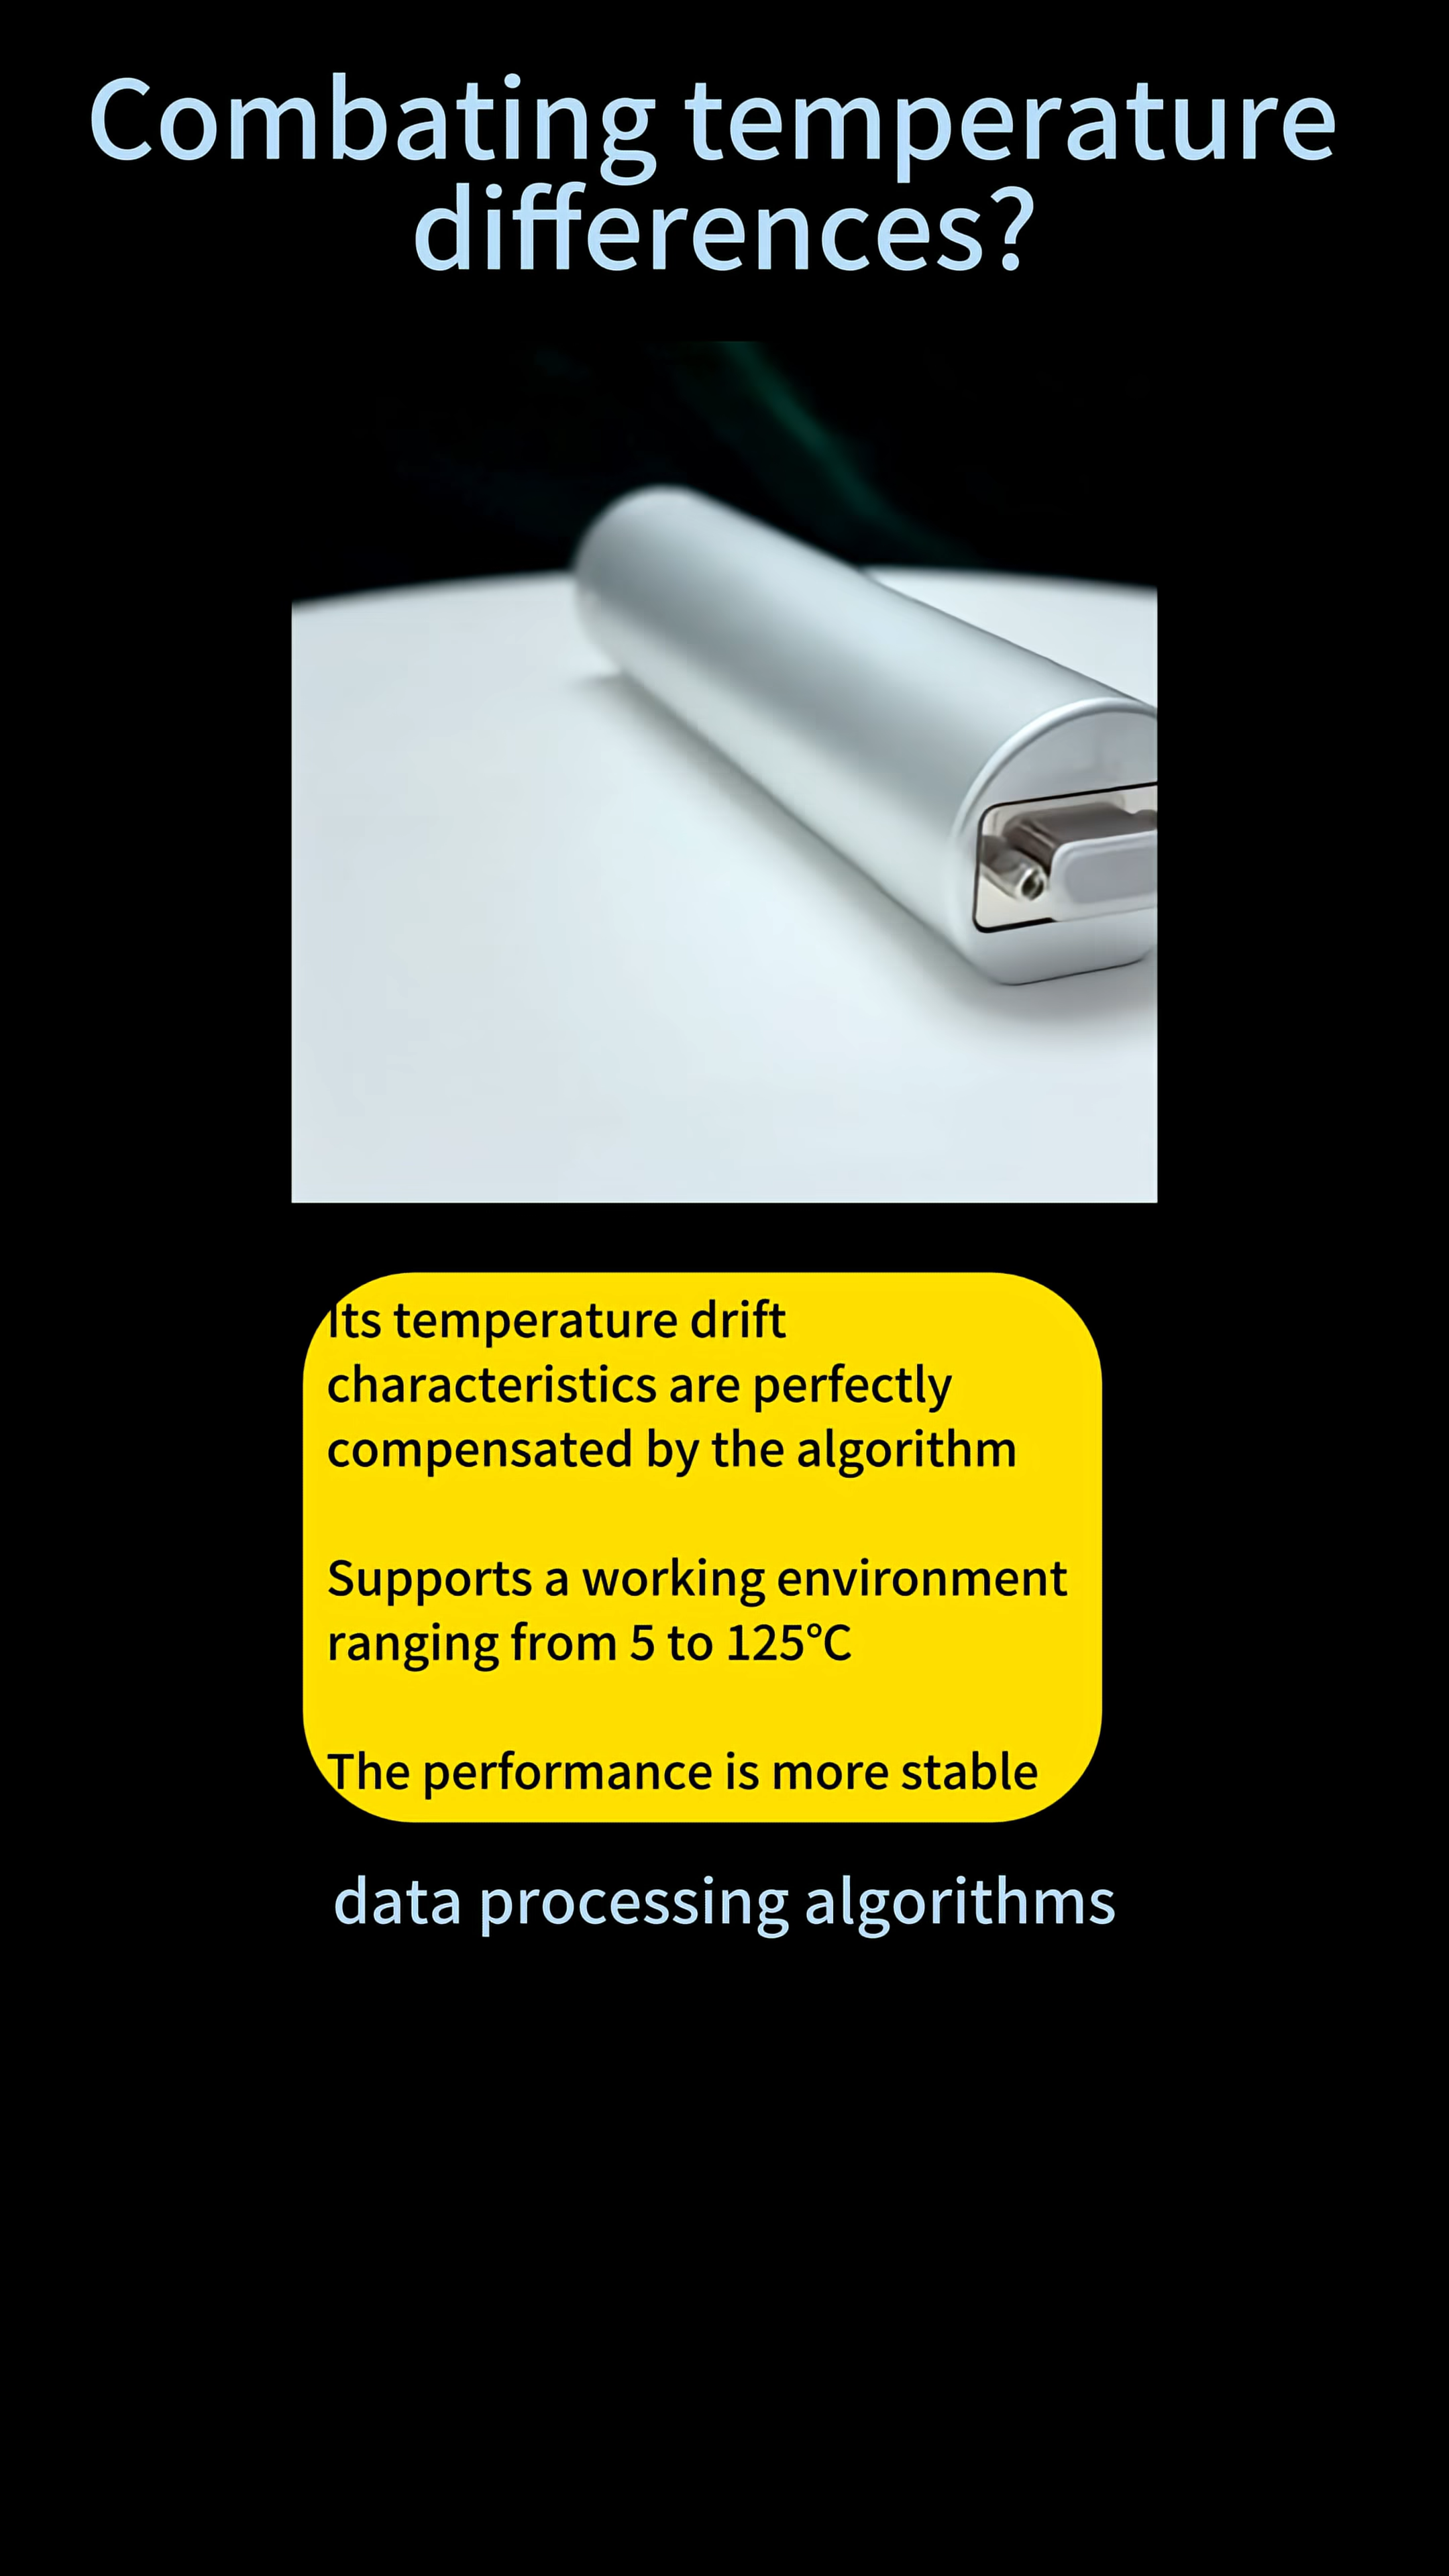 Combating temperature
differences?
Its temperature drift
characteristics are perfectly
compensated by the algorithm
Supports a working environment
ranging from 5 to 125°C
The performance is more stable
data processing algorithms